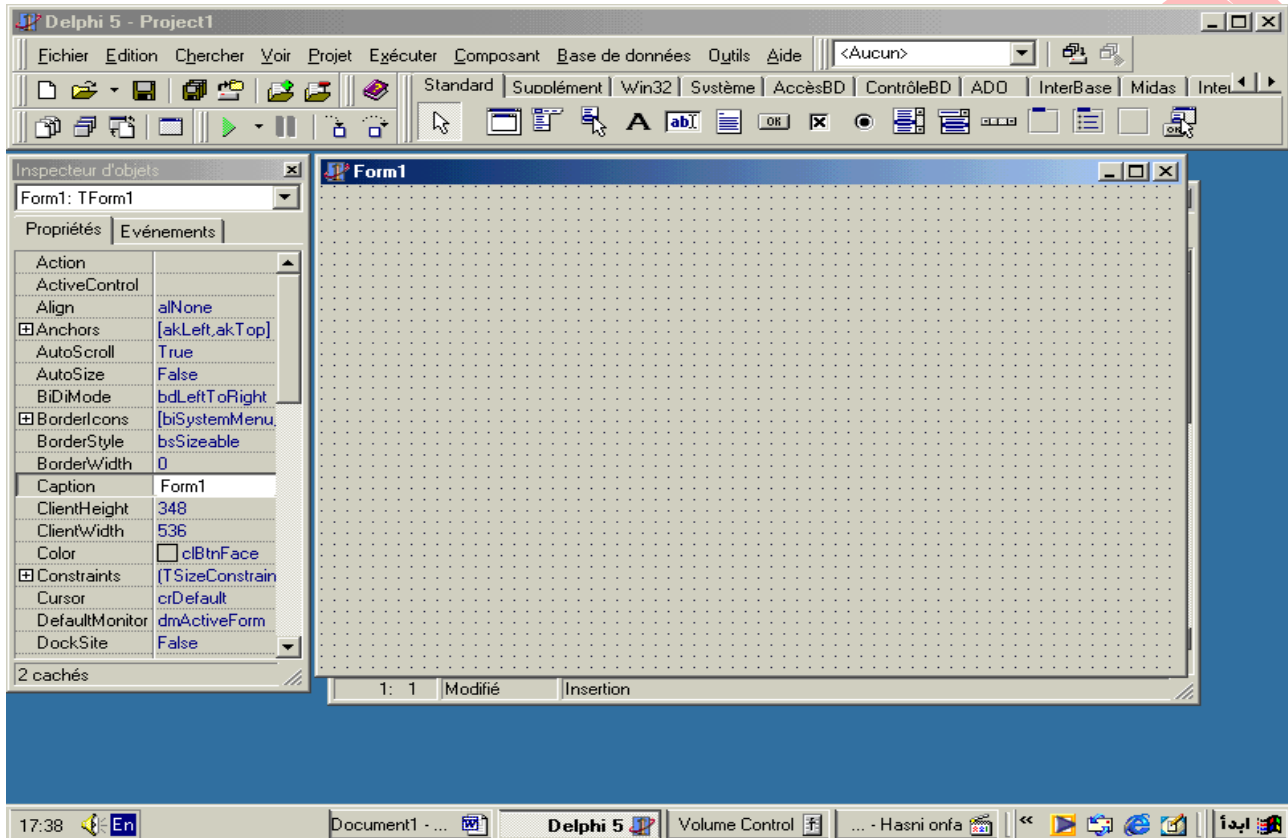 Delphi 5 - Project1
Fichier Edition Chercher Voir Projet Exécuter Composant Base de données Outils Aide <Aucun>
Standard Supplément Win32 Système AccèsBD ContrôleBD ADO InterBase Midas
A ab OK
Inspecteur d'objets
Form1: TForm1
Propriétés Evénements
Action
ActiveControl
Align alNone
Anchors [akLeft,akTop]
AutoScroll True
AutoSize False
BiDiMode bdLeftToRight
BorderIcons [biSystemMenu,
BorderStyle bsSizeable
BorderWidth 0
Caption Form1
ClientHeight 348
ClientWidth 536
Color clBtnFace
Constraints (TSizeConstrain
Cursor crDefault
DefaultMonitor dmActiveForm
DockSite False
2 cachés
Form1
1: 1 Modifié Insertion
17:38 En Document1 - ... Delphi 5 Volume Control ... - Hasni onfa « ابدأ